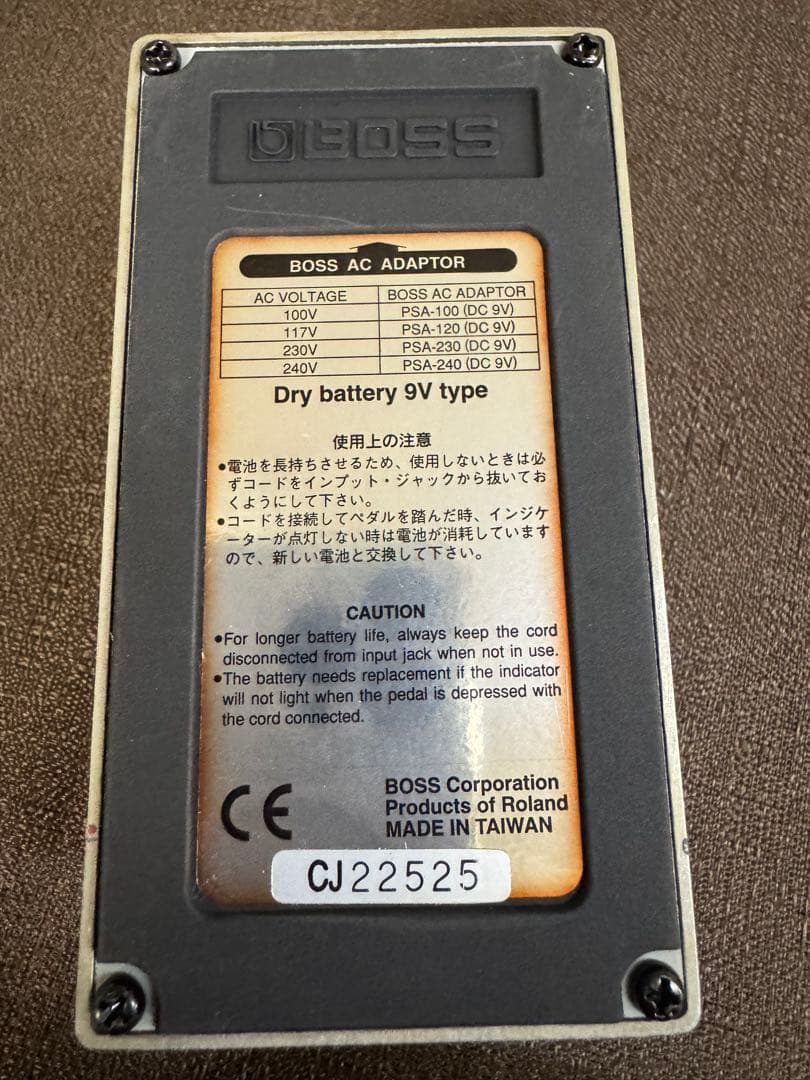 BOSS
BOSS AC ADAPTOR
AC VOLTAGE BOSS AC ADAPTOR
100V PSA-100 (DC 9V)
117V PSA-120 (DC 9V)
230V PSA-230 (DC 9V)
240V PSA-240 (DC 9V)
Dry battery 9V type
使用上の注意
●電池を長持ちさせるため、使用しないときは必
ずコードをインプット・ジャックから抜いてお
くようにして下さい。
●コードを接続してペダルを踏んだ時、インジケ
ーターが点灯しない時は電池が消耗しています
ので、新しい電池と交換して下さい。
CAUTION
●For longer battery life, always keep the cord
disconnected from input jack when not in use.
●The battery needs replacement if the indicator
will not light when the pedal is depressed with
the cord connected.
CE
BOSS Corporation
Products of Roland
MADE IN TAIWAN
CJ22525